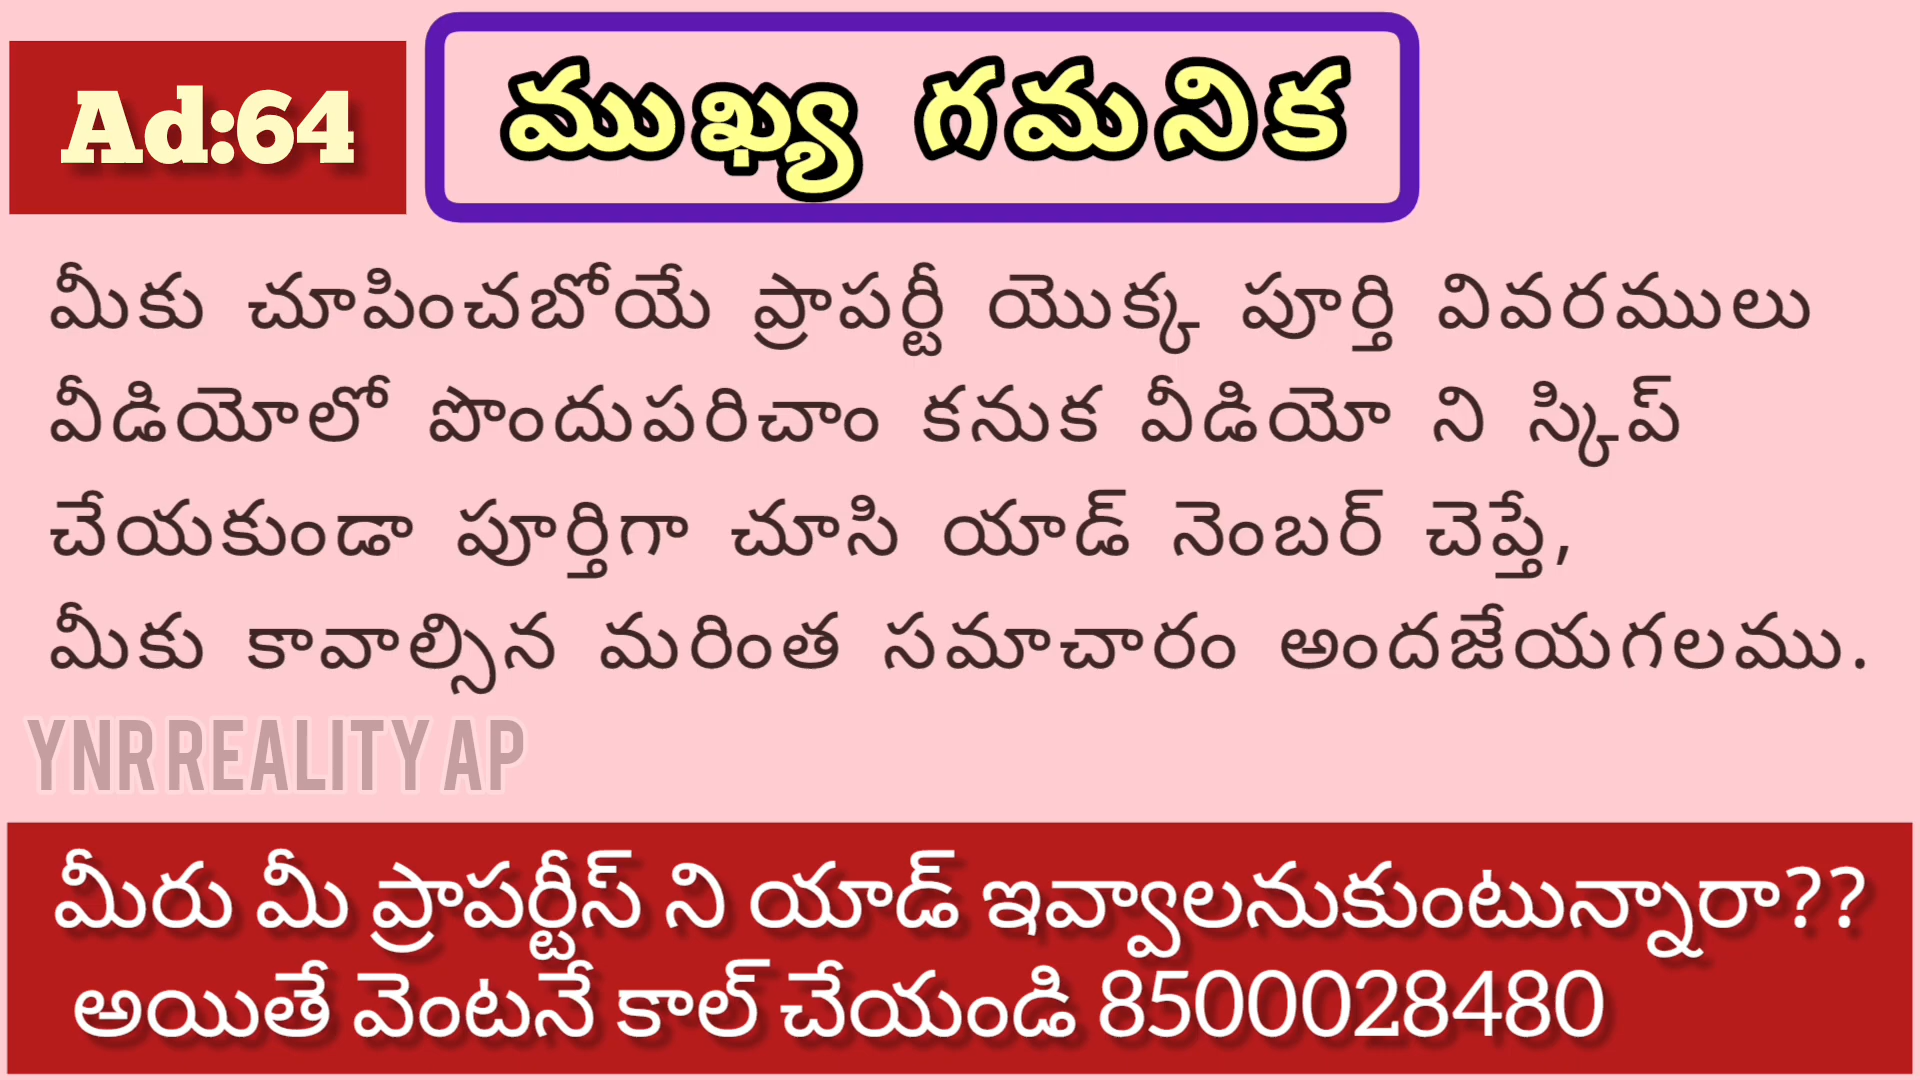 Ad:64
ముఖ్య గమనిక
మీకు చూపించబోయే ప్రాపర్టీ యొక్క పూర్తి వివరములు
వీడియోలో పొందుపరిచాం కనుక వీడియో ని స్కిప్
చేయకుండా పూర్తిగా చూసి యాడ్ నెంబర్ చెప్తే,
మీకు కావాల్సిన మరింత సమాచారం అందజేయగలము.
YNR REALITY AP
మీరు మీ ప్రాపర్టీస్ ని యాడ్ ఇవ్వాలనుకుంటున్నారా??
అయితే వెంటనే కాల్ చేయండి 8500028480